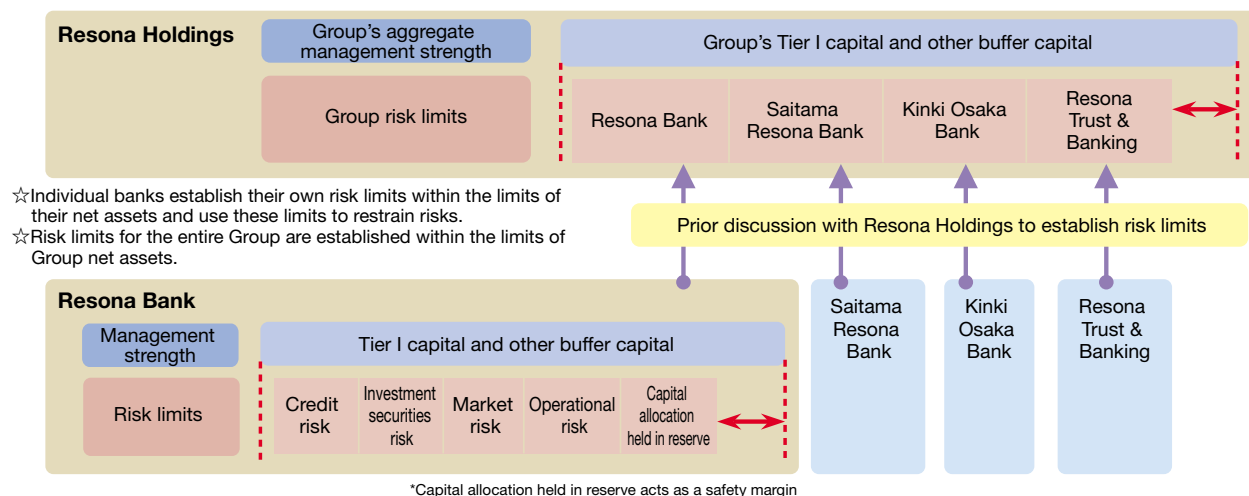 Resona Holdings
Group's aggregate
management strength
Group's Tier I capital and other buffer capital
Group risk limits
Resona Bank
Saitama
Resona Bank
Kinki Osaka
Bank
Resona
Trust &
Banking
☆Individual banks establish their own risk limits within the limits of
their net assets and use these limits to restrain risks.
☆Risk limits for the entire Group are established within the limits of
Group net assets.
Prior discussion with Resona Holdings to establish risk limits
Resona Bank
Management
strength
Tier I capital and other buffer capital
Risk limits
Credit
risk
Investment
securities
risk
Market
risk
Operational
risk
Capital
allocation
held in reserve
Saitama
Resona
Bank
Kinki
Osaka
Bank
Resona
Trust &
Banking
*Capital allocation held in reserve acts as a safety margin